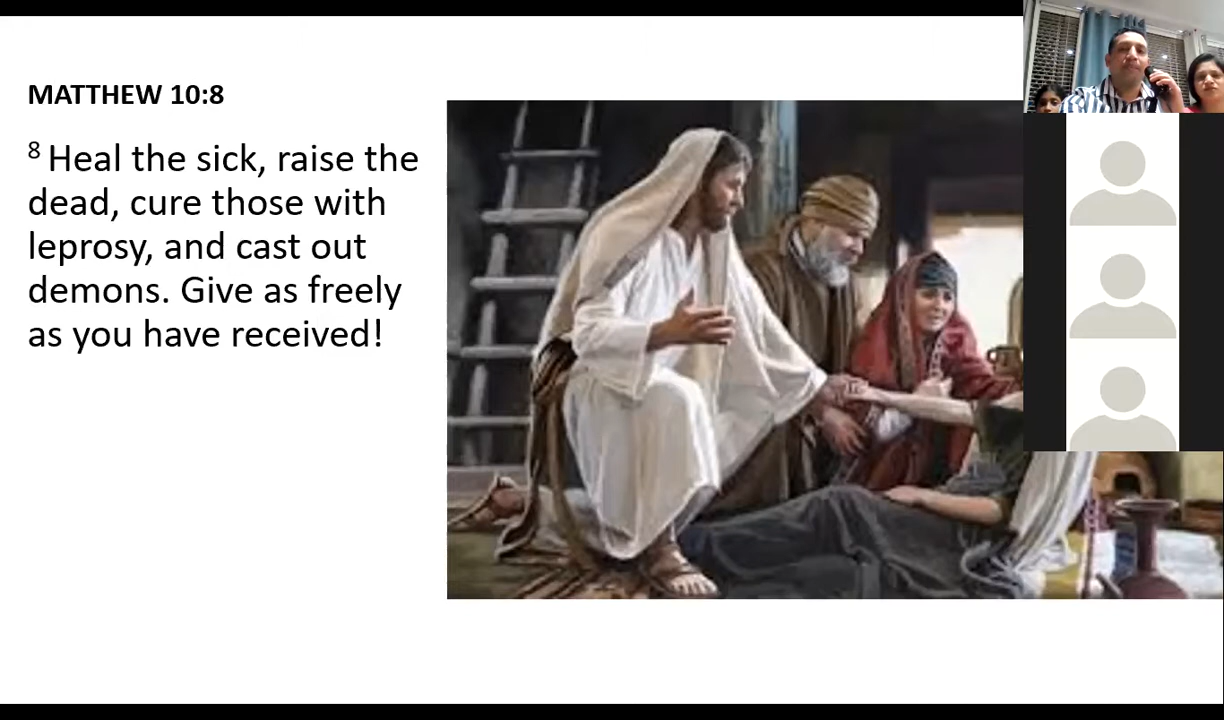 MATTHEW 10:8
8 Heal the sick, raise the
dead, cure those with
leprosy, and cast out
demons. Give as freely
as you have received!